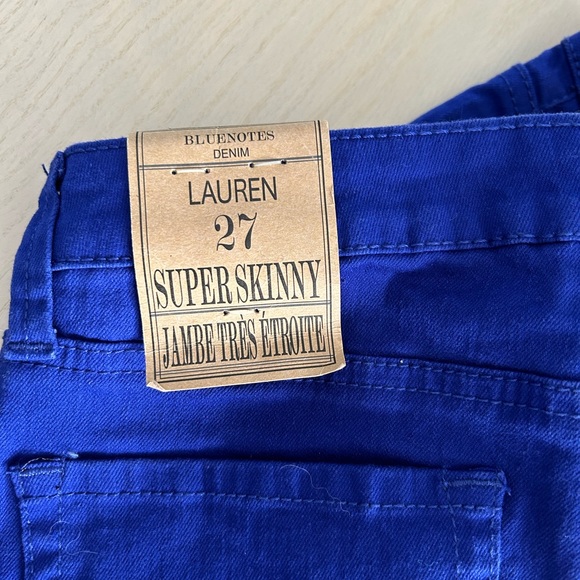 BLUENOTES
DENIM
LAUREN
27
SUPER SKINNY
JAMBE TRÈS ÉTROITE